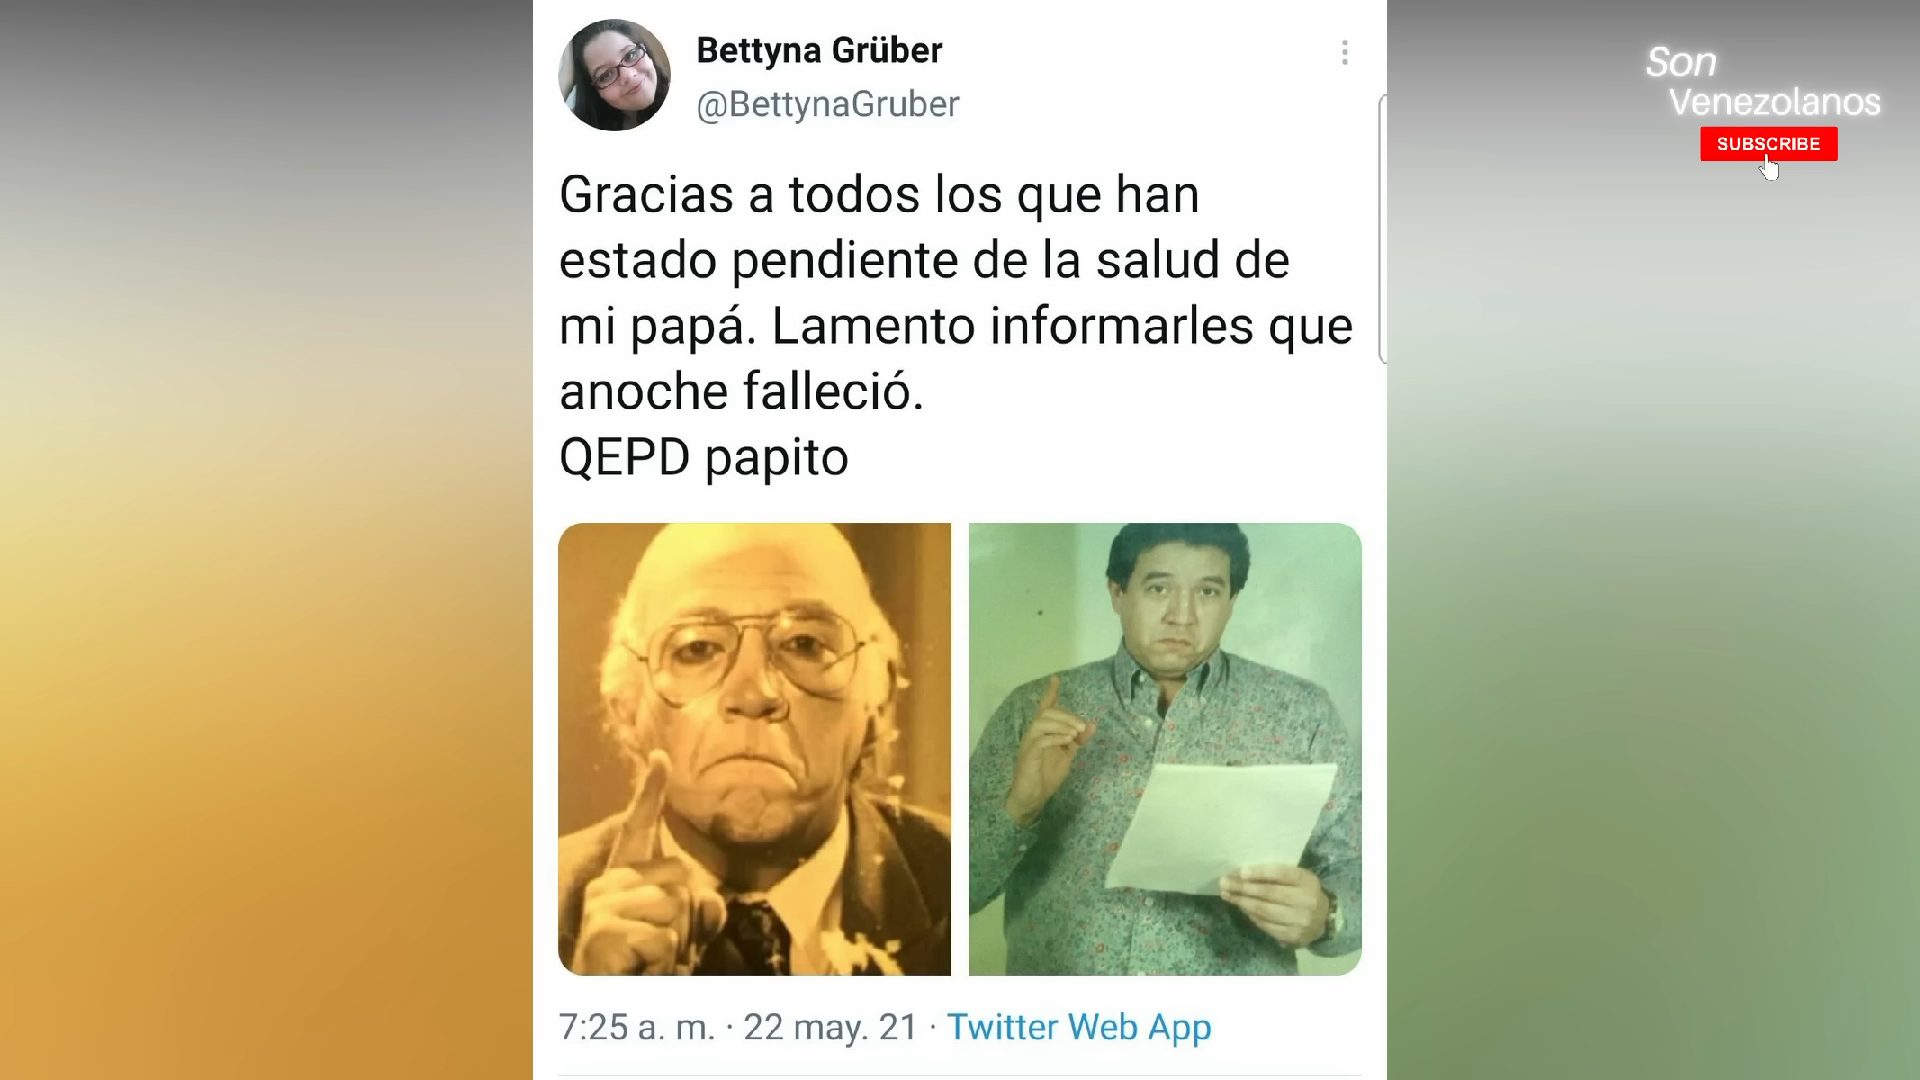 Bettyna Grüber
@BettynaGruber
Son
Venezolanos
SUBSCRIBE
Gracias a todos los que han
estado pendiente de la salud de
mi papá. Lamento informarles que
anoche falleció.
QEPD papito
7:25 a. m. · 22 may. 21 · Twitter Web App